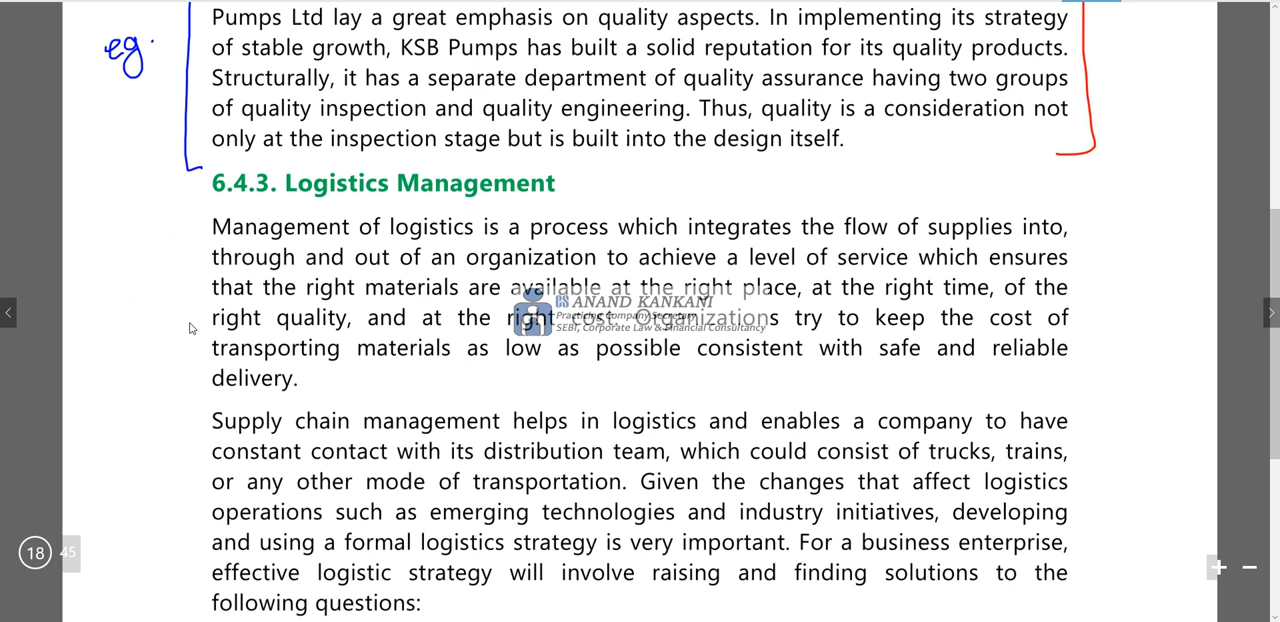 Pumps Ltd lay a great emphasis on quality aspects. In implementing its strategy
eg.
of stable growth, KSB Pumps has built a solid reputation for its quality products.
Structurally, it has a separate department of quality assurance having two groups
of quality inspection and quality engineering. Thus, quality is a consideration not
only at the inspection stage but is built into the design itself.
6.4.3. Logistics Management
Management of logistics is a process which integrates the flow of supplies into,
through and out of an organization to achieve a level of service which ensures
that the right materials are available at the right place, at the right time, of the
CS ANAND KANKANI
right quality, and at the right cost. Organizations try to keep the cost of
Practicing Company Secretary
SEBI, Corporate Law & Financial Consultancy
transporting materials as low as possible consistent with safe and reliable
delivery.
Supply chain management helps in logistics and enables a company to have
constant contact with its distribution team, which could consist of trucks, trains,
or any other mode of transportation. Given the changes that affect logistics
operations such as emerging technologies and industry initiatives, developing
and using a formal logistics strategy is very important. For a business enterprise,
18 45
effective logistic strategy will involve raising and finding solutions to the
following questions: